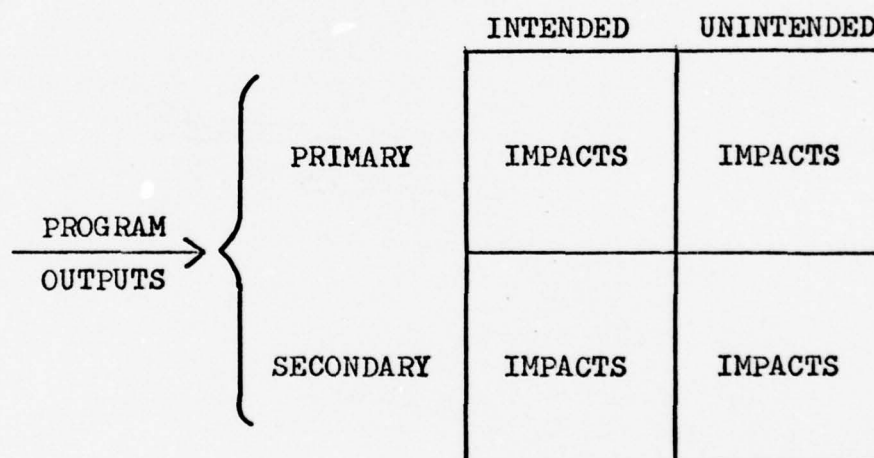 INTENDED UNINTENDED
PRIMARY IMPACTS IMPACTS
PROGRAM
OUTPUTS
SECONDARY IMPACTS IMPACTS